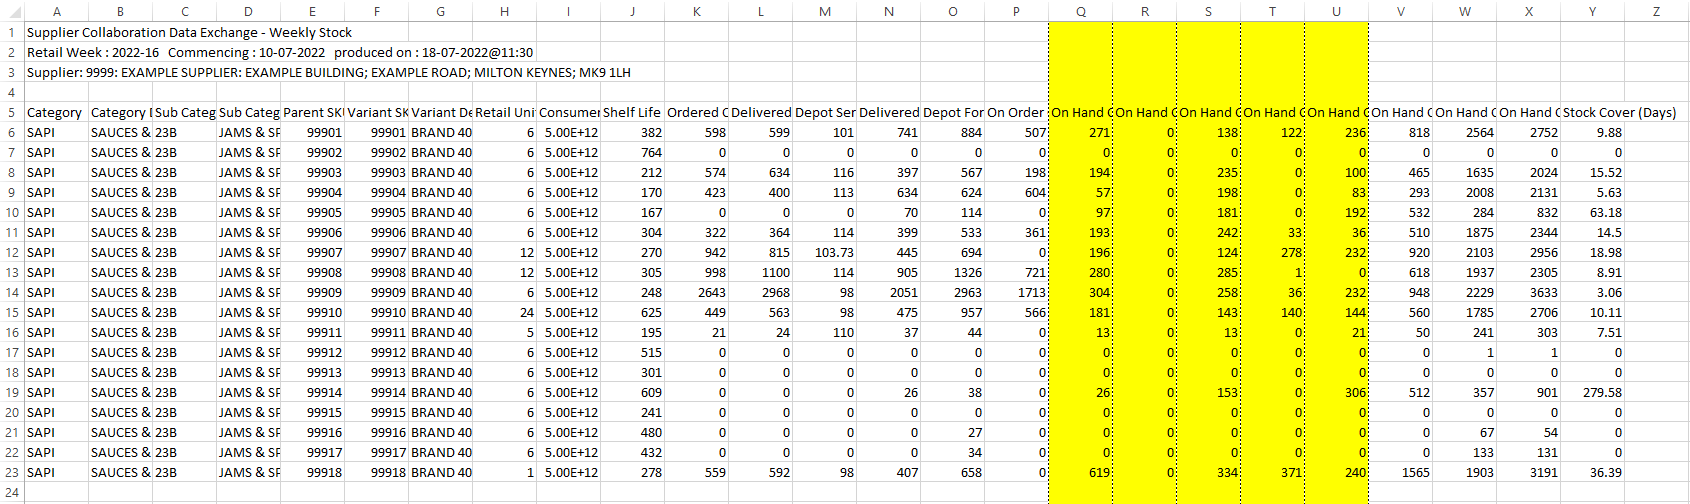 A B C D E F G H I J K L M N O P Q R S T U V W X Y Z
1 Supplier Collaboration Data Exchange - Weekly Stock
2 Retail Week : 2022-16 Commencing : 10-07-2022 produced on : 18-07-2022@11:30
3 Supplier: 9999: EXAMPLE SUPPLIER: EXAMPLE BUILDING; EXAMPLE ROAD; MILTON KEYNES; MK9 1LH
4
5 Category Category D Sub Categ Sub Categ Parent SKU Variant SK Variant De Retail Unit Consumer Shelf Life Ordered C Delivered Depot Ser Delivered Depot For On Order On Hand C On Hand C On Hand C On Hand C On Hand C On Hand C On Hand C On Hand C Stock Cover (Days)
6 SAPI SAUCES & 23B JAMS & SP 99901 99901 BRAND 40 6 5.00E+12 382 598 599 101 741 884 507 271 0 138 122 236 818 2564 2752 9.88
7 SAPI SAUCES & 23B JAMS & SP 99902 99902 BRAND 40 6 5.00E+12 764 0 0 0 0 0 0 0 0 0 0 0 0 0 0 0
8 SAPI SAUCES & 23B JAMS & SP 99903 99903 BRAND 40 6 5.00E+12 212 574 634 116 397 567 198 194 0 235 0 100 465 1635 2024 15.52
9 SAPI SAUCES & 23B JAMS & SP 99904 99904 BRAND 40 6 5.00E+12 170 423 400 113 634 624 604 57 0 198 0 83 293 2008 2131 5.63
10 SAPI SAUCES & 23B JAMS & SP 99905 99905 BRAND 40 6 5.00E+12 167 0 0 0 70 114 0 97 0 181 0 192 532 284 832 63.18
11 SAPI SAUCES & 23B JAMS & SP 99906 99906 BRAND 40 6 5.00E+12 304 322 364 114 399 533 361 193 0 242 33 36 510 1875 2344 14.5
12 SAPI SAUCES & 23B JAMS & SP 99907 99907 BRAND 40 12 5.00E+12 270 942 815 103.73 445 694 0 196 0 124 278 232 920 2103 2956 18.98
13 SAPI SAUCES & 23B JAMS & SP 99908 99908 BRAND 40 12 5.00E+12 305 998 1100 114 905 1326 721 280 0 285 1 0 618 1937 2305 8.91
14 SAPI SAUCES & 23B JAMS & SP 99909 99909 BRAND 40 6 5.00E+12 248 2643 2968 98 2051 2963 1713 304 0 258 36 232 948 2229 3633 3.06
15 SAPI SAUCES & 23B JAMS & SP 99910 99910 BRAND 40 24 5.00E+12 625 449 563 98 475 957 566 181 0 143 140 144 560 1785 2706 10.11
16 SAPI SAUCES & 23B JAMS & SP 99911 99911 BRAND 40 5 5.00E+12 195 21 24 110 37 44 0 13 0 13 0 21 50 241 303 7.51
17 SAPI SAUCES & 23B JAMS & SP 99912 99912 BRAND 40 6 5.00E+12 515 0 0 0 0 0 0 0 0 0 0 0 0 1 1 0
18 SAPI SAUCES & 23B JAMS & SP 99913 99913 BRAND 40 6 5.00E+12 301 0 0 0 0 0 0 0 0 0 0 0 0 0 0 0
19 SAPI SAUCES & 23B JAMS & SP 99914 99914 BRAND 40 6 5.00E+12 609 0 0 0 26 38 0 26 0 153 0 306 512 357 901 279.58
20 SAPI SAUCES & 23B JAMS & SP 99915 99915 BRAND 40 6 5.00E+12 241 0 0 0 0 0 0 0 0 0 0 0 0 0 0 0
21 SAPI SAUCES & 23B JAMS & SP 99916 99916 BRAND 40 6 5.00E+12 480 0 0 0 0 27 0 0 0 0 0 0 0 67 54 0
22 SAPI SAUCES & 23B JAMS & SP 99917 99917 BRAND 40 6 5.00E+12 432 0 0 0 0 34 0 0 0 0 0 0 0 133 131 0
23 SAPI SAUCES & 23B JAMS & SP 99918 99918 BRAND 40 1 5.00E+12 278 559 592 98 407 658 0 619 0 334 371 240 1565 1903 3191 36.39
24